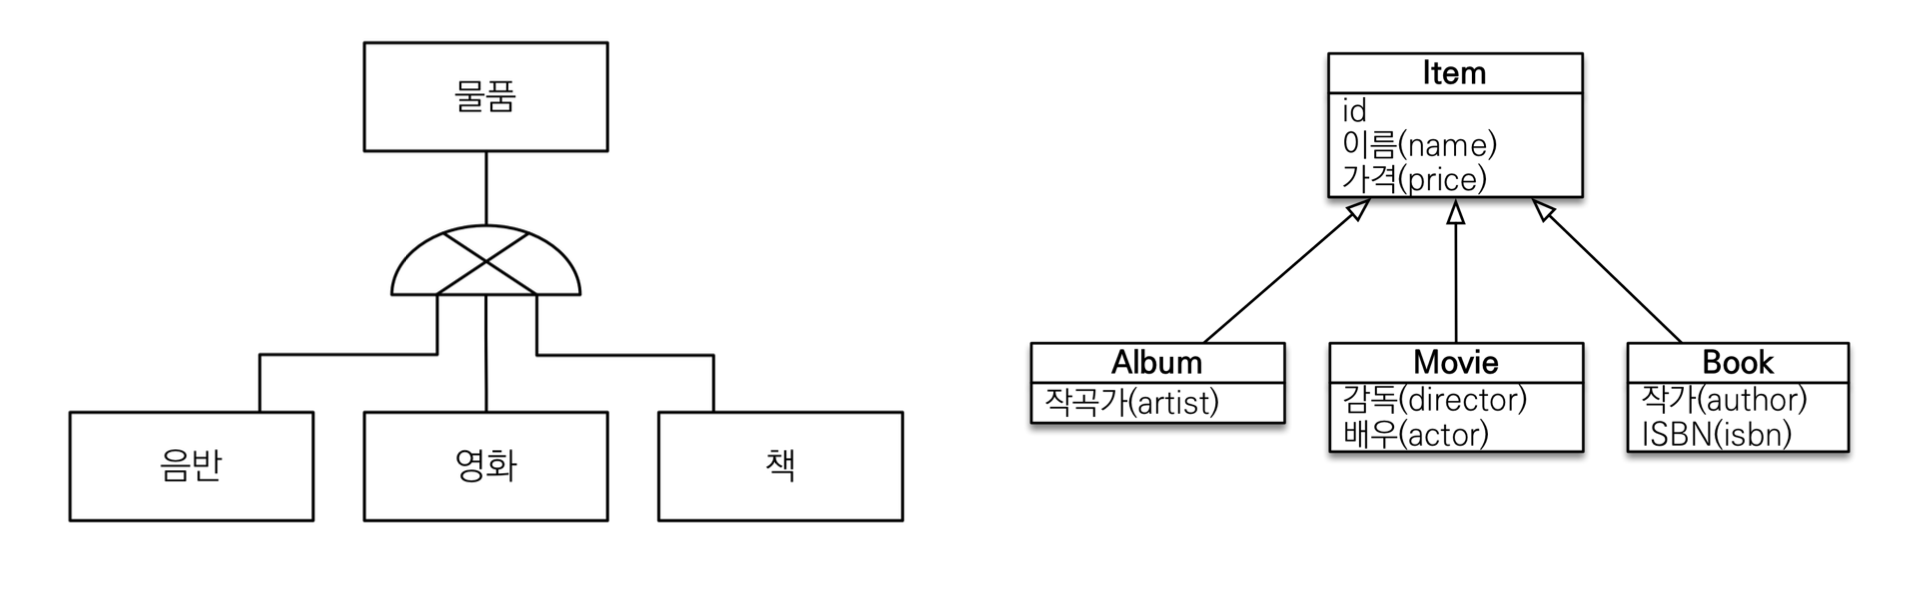 물품
음반
영화
책
Item
id
이름(name)
가격(price)
Album
작곡가(artist)
Movie
감독(director)
배우(actor)
Book
작가(author)
ISBN(isbn)